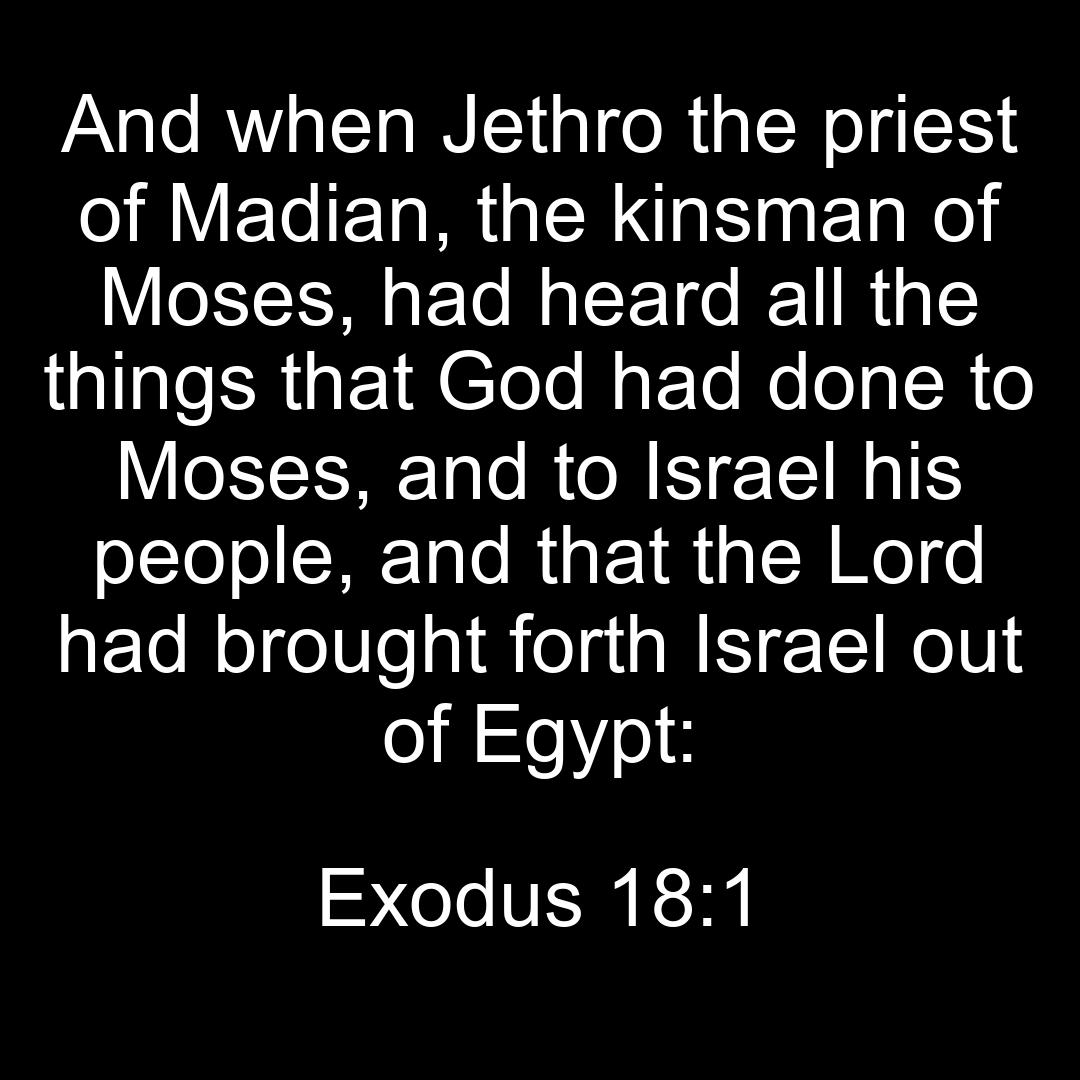 And when Jethro the priest
of Madian, the kinsman of
Moses, had heard all the
things that God had done to
Moses, and to Israel his
people, and that the Lord
had brought forth Israel out
of Egypt:
Exodus 18:1